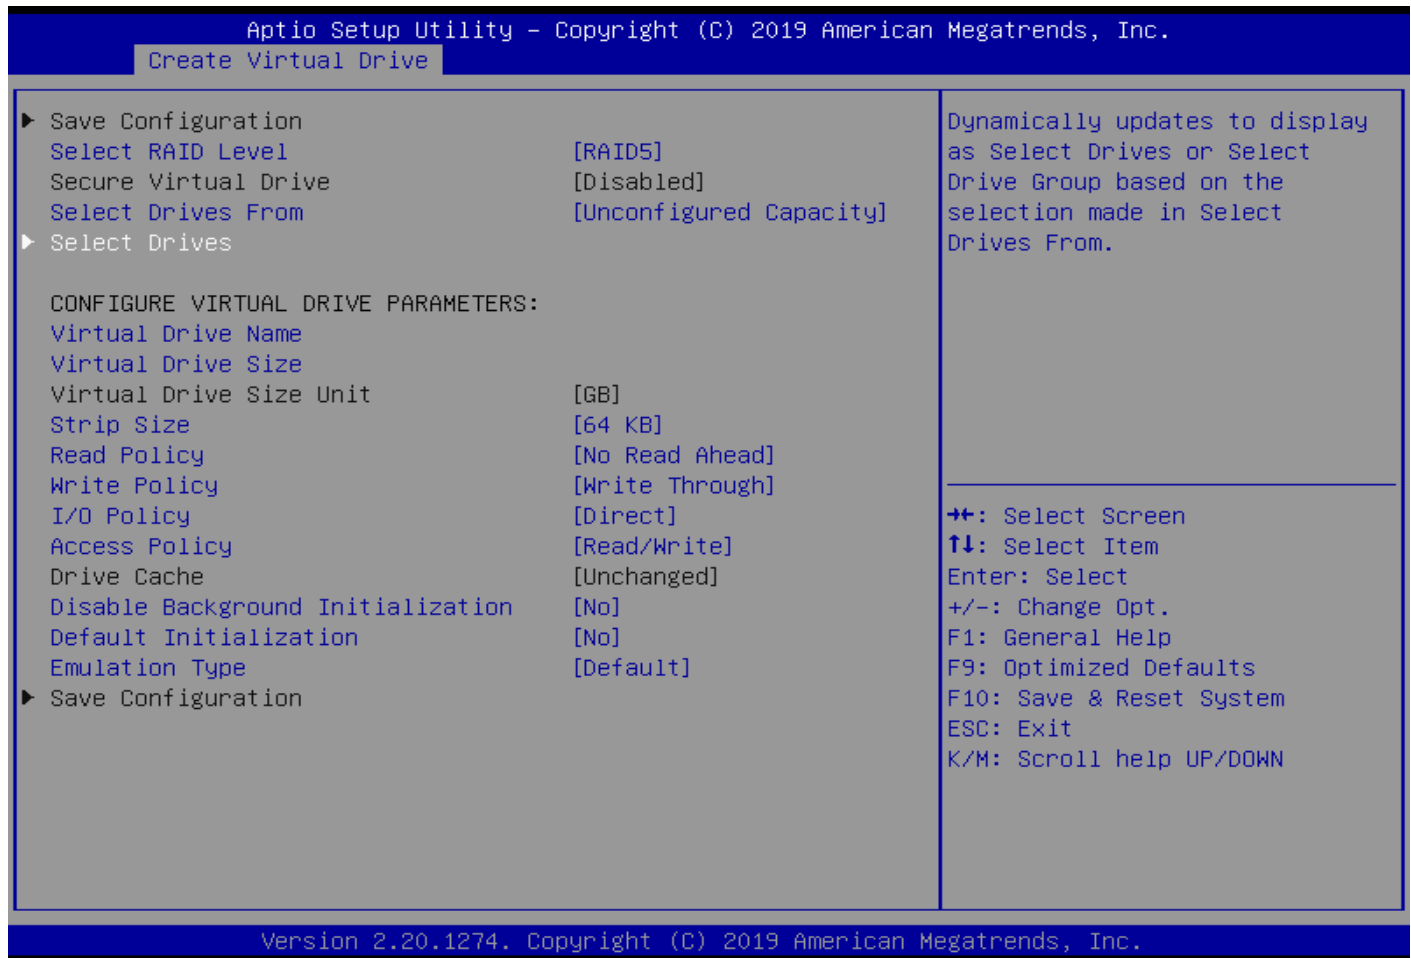 Aptio Setup Utility – Copyright (C) 2019 American Megatrends, Inc.
Create Virtual Drive
▶ Save Configuration
Select RAID Level [RAID5]
Secure Virtual Drive [Disabled]
Select Drives From [Unconfigured Capacity]
▶ Select Drives
CONFIGURE VIRTUAL DRIVE PARAMETERS:
Virtual Drive Name
Virtual Drive Size
Virtual Drive Size Unit [GB]
Strip Size [64 KB]
Read Policy [No Read Ahead]
Write Policy [Write Through]
I/O Policy [Direct]
Access Policy [Read/Write]
Drive Cache [Unchanged]
Disable Background Initialization [No]
Default Initialization [No]
Emulation Type [Default]
▶ Save Configuration
Dynamically updates to display
as Select Drives or Select
Drive Group based on the
selection made in Select
Drives From.
→←: Select Screen
↑↓: Select Item
Enter: Select
+/-: Change Opt.
F1: General Help
F9: Optimized Defaults
F10: Save & Reset System
ESC: Exit
K/M: Scroll help UP/DOWN
Version 2.20.1274. Copyright (C) 2019 American Megatrends, Inc.